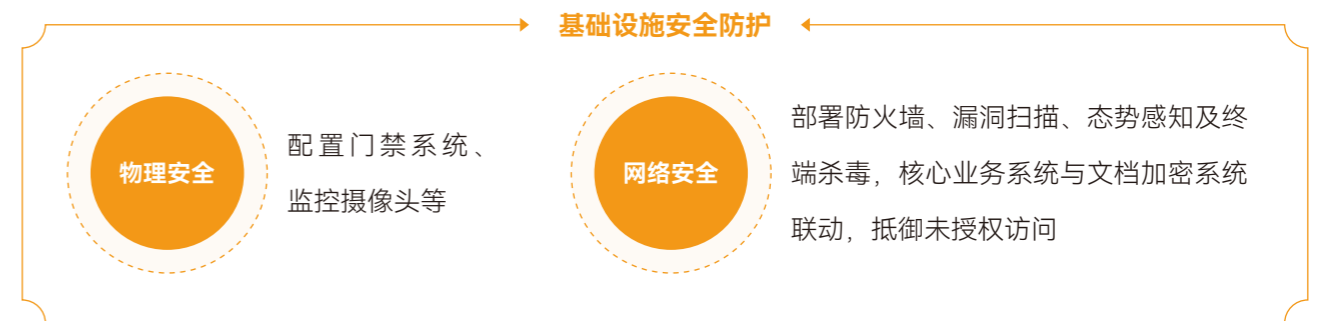 基础设施安全防护
物理安全
配置门禁系统、
监控摄像头等
网络安全
部署防火墙、漏洞扫描、态势感知及终
端杀毒，核心业务系统与文档加密系统
联动，抵御未授权访问